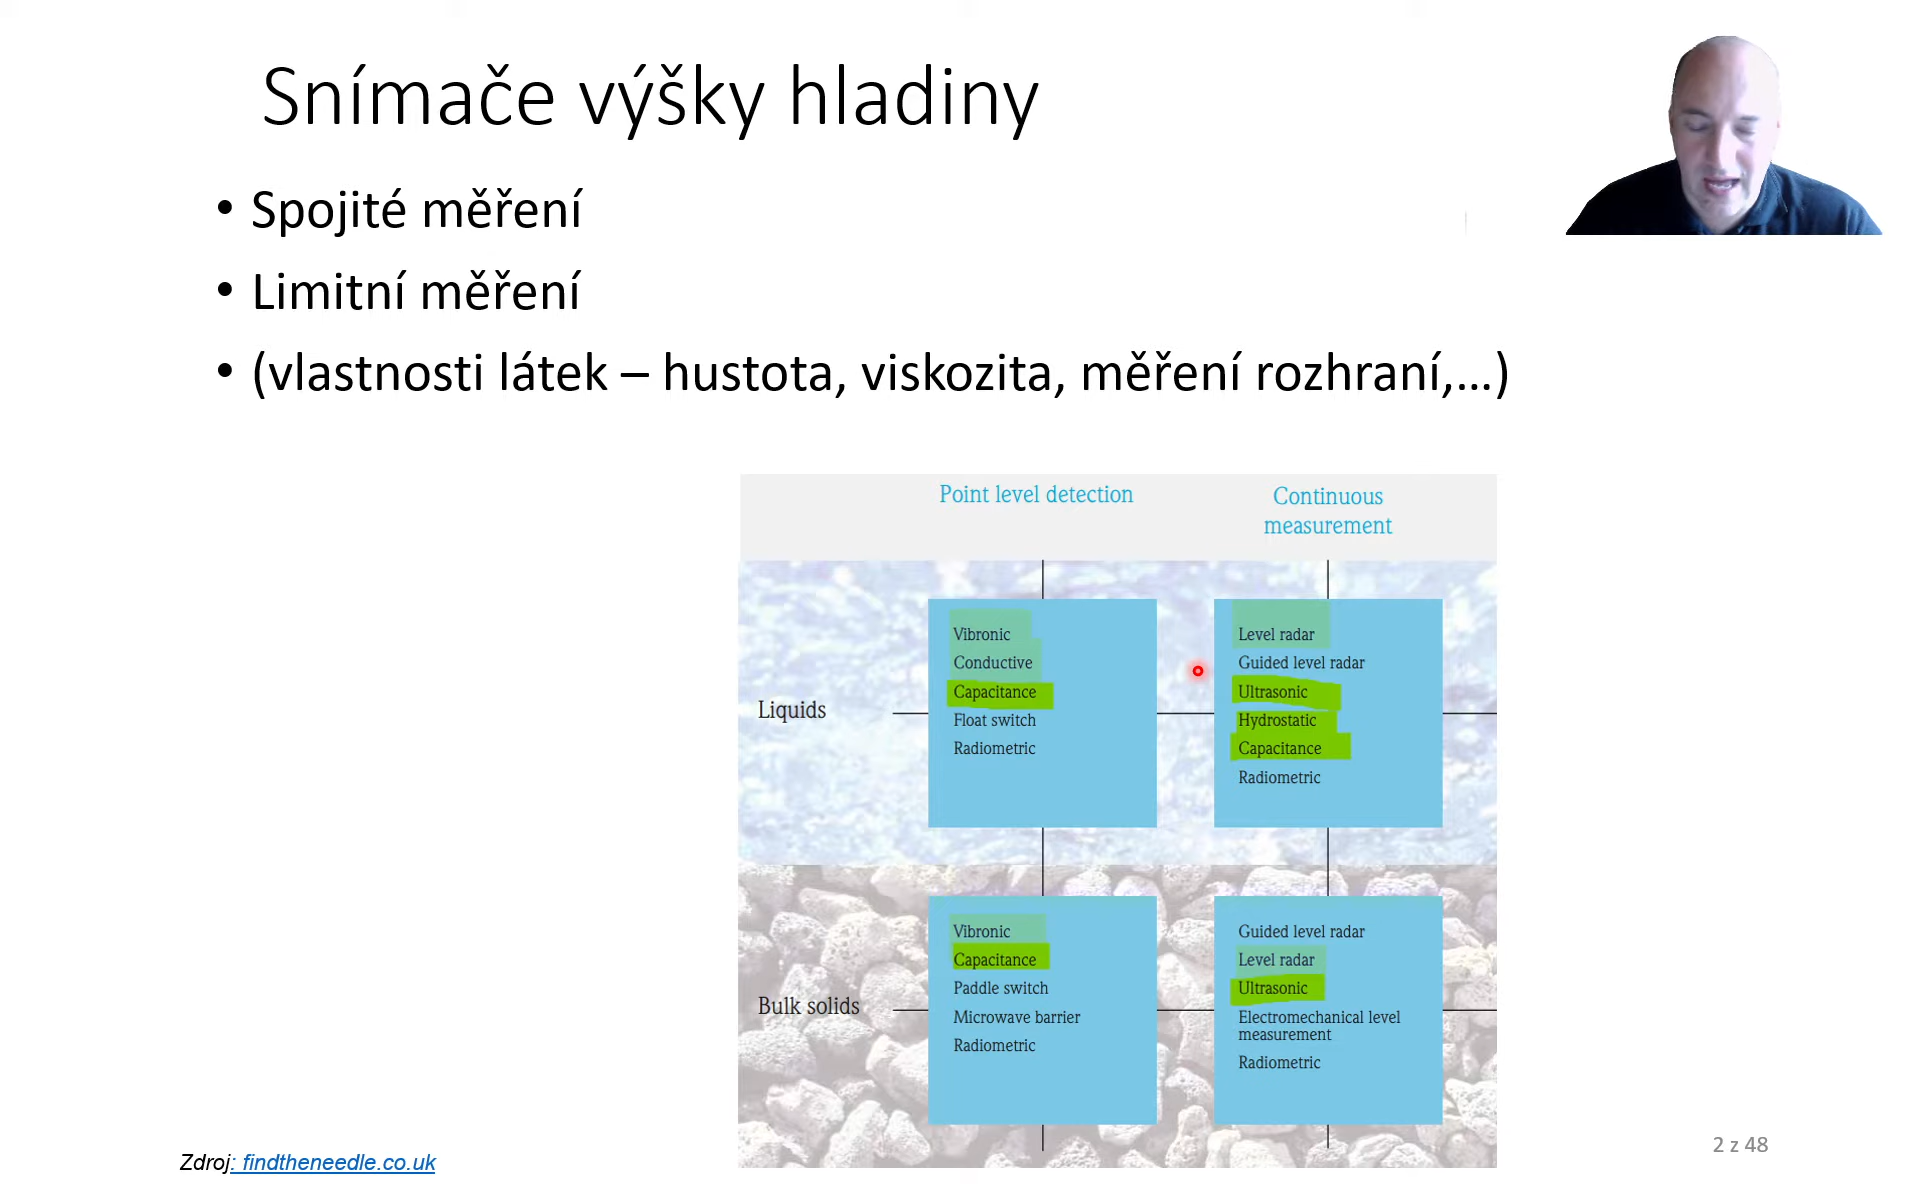 Snímače výšky hladiny
• Spojité měření
• Limitní měření
• (vlastnosti látek – hustota, viskozita, měření rozhraní,...)
Point level detection
Continuous
measurement
Liquids
Vibronic
Conductive
Capacitance
Float switch
Radiometric
Level radar
Guided level radar
Ultrasonic
Hydrostatic
Capacitance
Radiometric
Bulk solids
Vibronic
Capacitance
Paddle switch
Microwave barrier
Radiometric
Guided level radar
Level radar
Ultrasonic
Electromechanical level
measurement
Radiometric
Zdroj: findtheneedle.co.uk
2 z 48